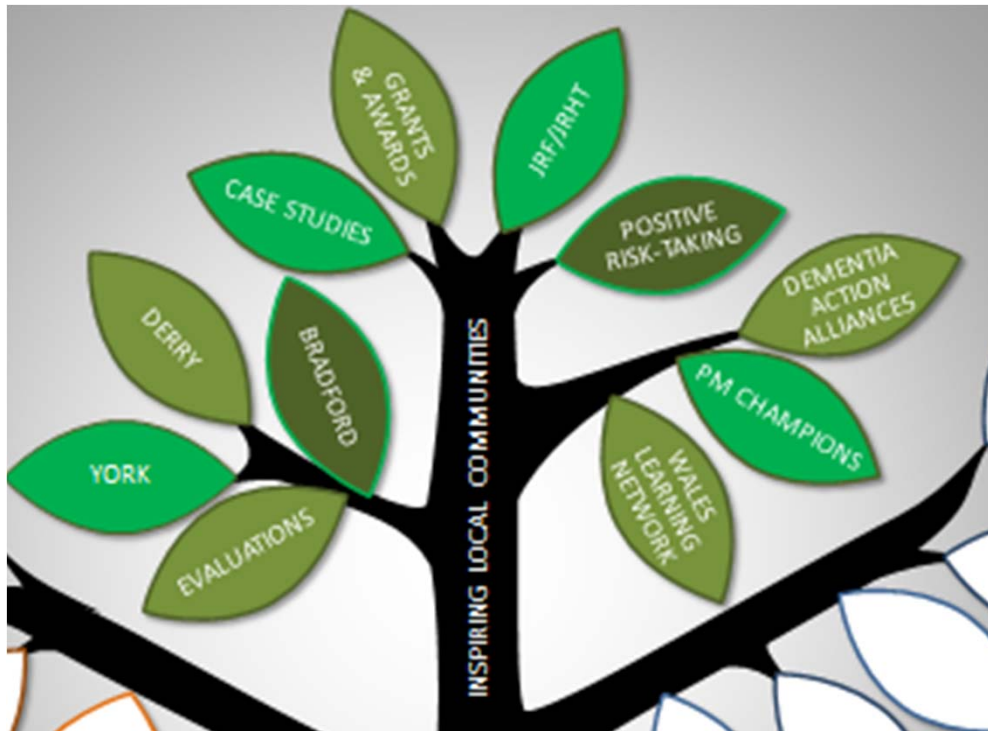 GRANTS
& AWARDS
JRF/JRHT
CASE STUDIES
POSITIVE
RISK-TAKING
DEMENTIA
ACTION
ALLIANCES
DERRY
BRADFORD
PM CHAMPIONS
YORK
EVALUATIONS
WALES
LEARNING
NETWORK
INSPIRING LOCAL COMMUNITIES